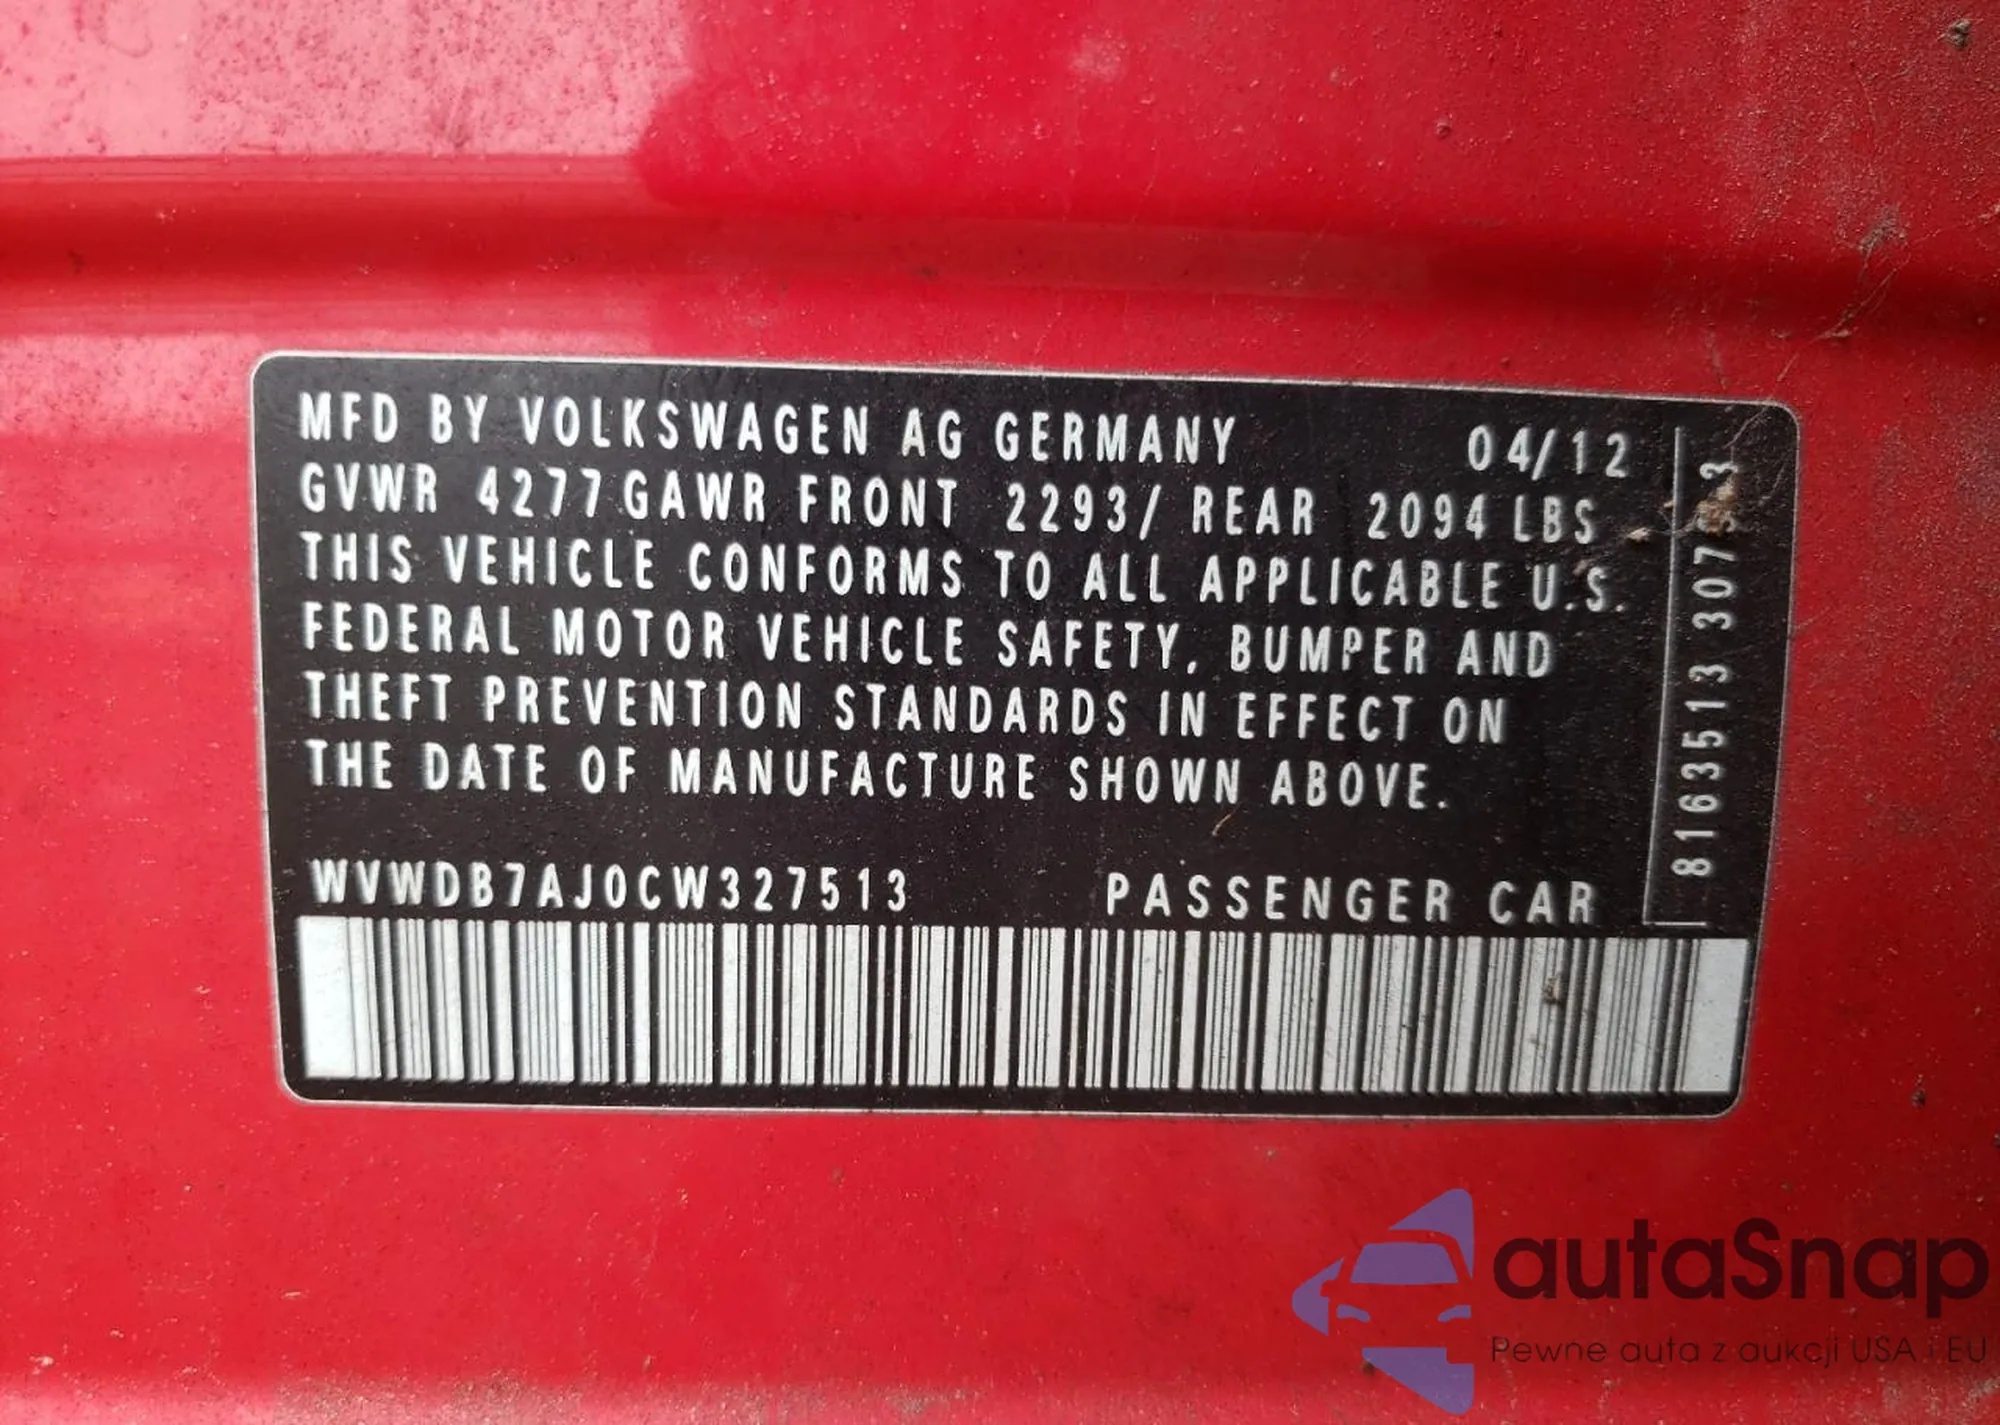 MFD BY VOLKSWAGEN AG GERMANY 04/12
GVWR 4277 GAWR FRONT 2293/ REAR 2094 LBS
THIS VEHICLE CONFORMS TO ALL APPLICABLE U.S.
FEDERAL MOTOR VEHICLE SAFETY, BUMPER AND
THEFT PREVENTION STANDARDS IN EFFECT ON
THE DATE OF MANUFACTURE SHOWN ABOVE.
WVWDB7AJ0CW327513 PASSENGER CAR
8163513
autaSnap
Pewne auta z aukcji USA i EU